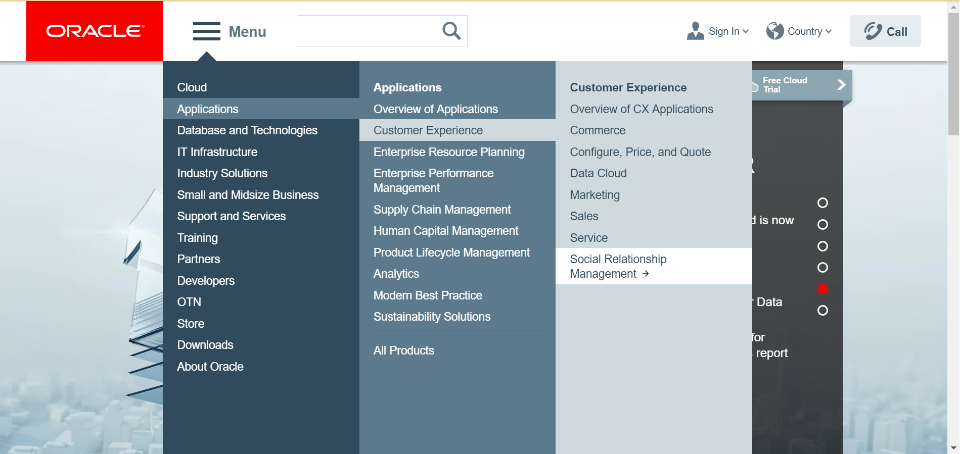 ORACLE
Menu
Sign In
Country
Call
Cloud
Applications
Database and Technologies
IT Infrastructure
Industry Solutions
Small and Midsize Business
Support and Services
Training
Partners
Developers
OTN
Store
Downloads
About Oracle
Applications
Overview of Applications
Customer Experience
Enterprise Resource Planning
Enterprise Performance
Management
Supply Chain Management
Human Capital Management
Product Lifecycle Management
Analytics
Modern Best Practice
Sustainability Solutions
All Products
Customer Experience
Overview of CX Applications
Commerce
Configure, Price, and Quote
Data Cloud
Marketing
Sales
Service
Social Relationship
Management →
Free Cloud
Trial
is now
Data
for
report